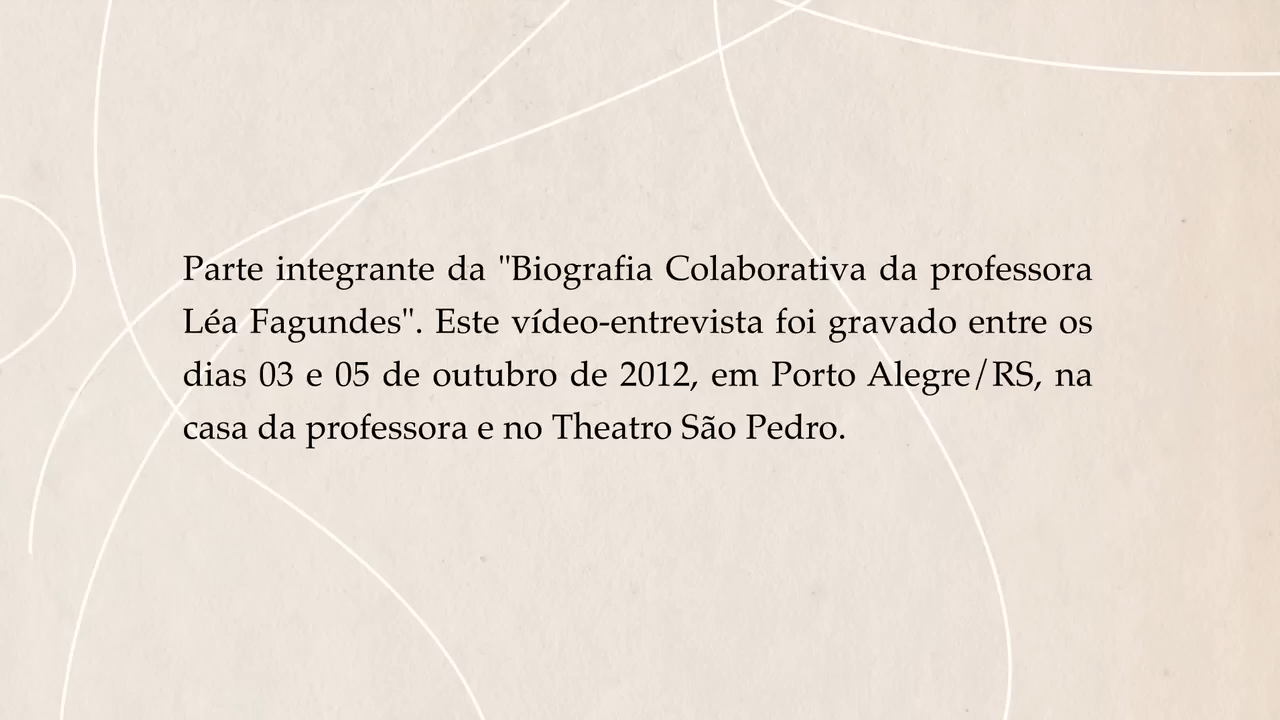 Parte integrante da "Biografia Colaborativa da professora
Léa Fagundes". Este vídeo-entrevista foi gravado entre os
dias 03 e 05 de outubro de 2012, em Porto Alegre/RS, na
casa da professora e no Theatro São Pedro.